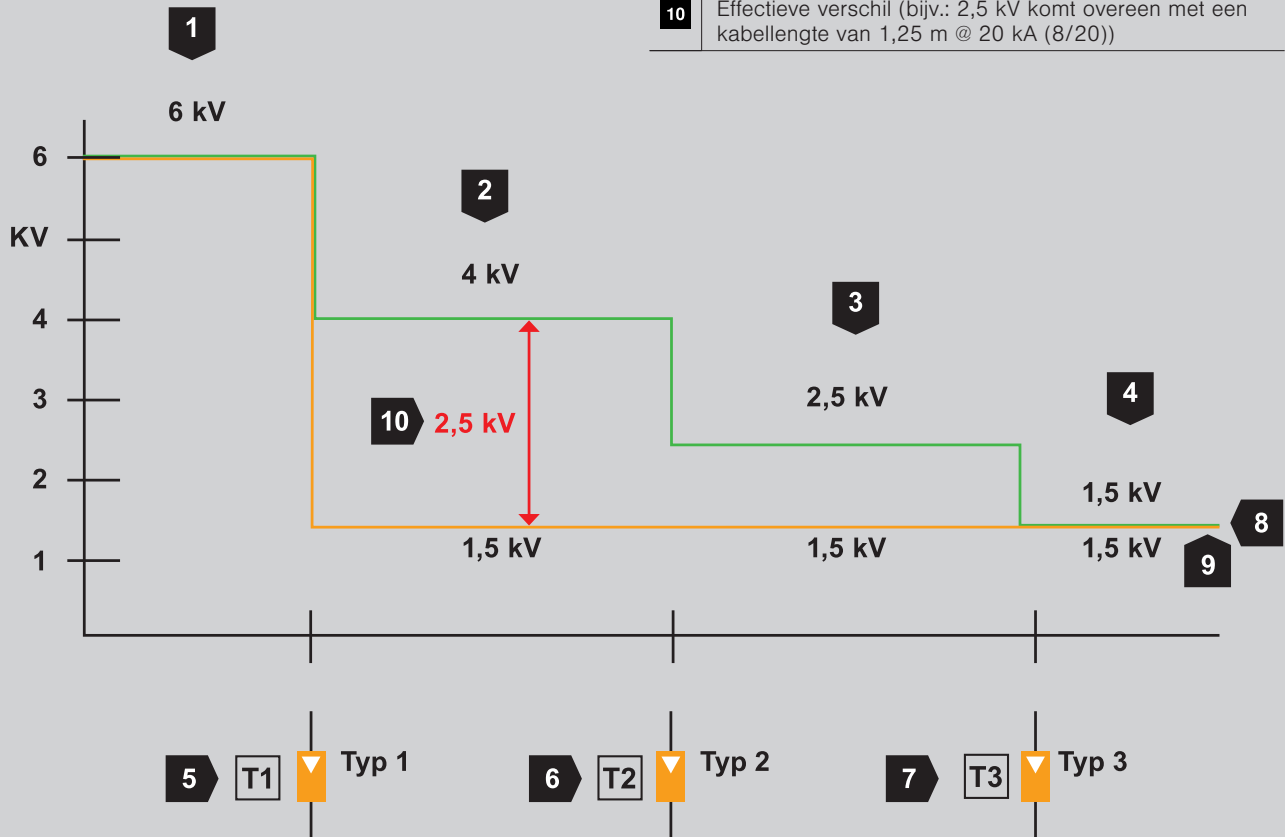 10 Effectieve verschil (bijv.: 2,5 kV komt overeen met een
kabellengte van 1,25 m @ 20 kA (8/20))
1
6 kV
6
2
KV
4 kV
3
4
4
3
2,5 kV
10 2,5 kV
2
1,5 kV
8
1,5 kV
1,5 kV
1,5 kV
1
9
5 T1 Typ 1
6 T2 Typ 2
7 T3 Typ 3